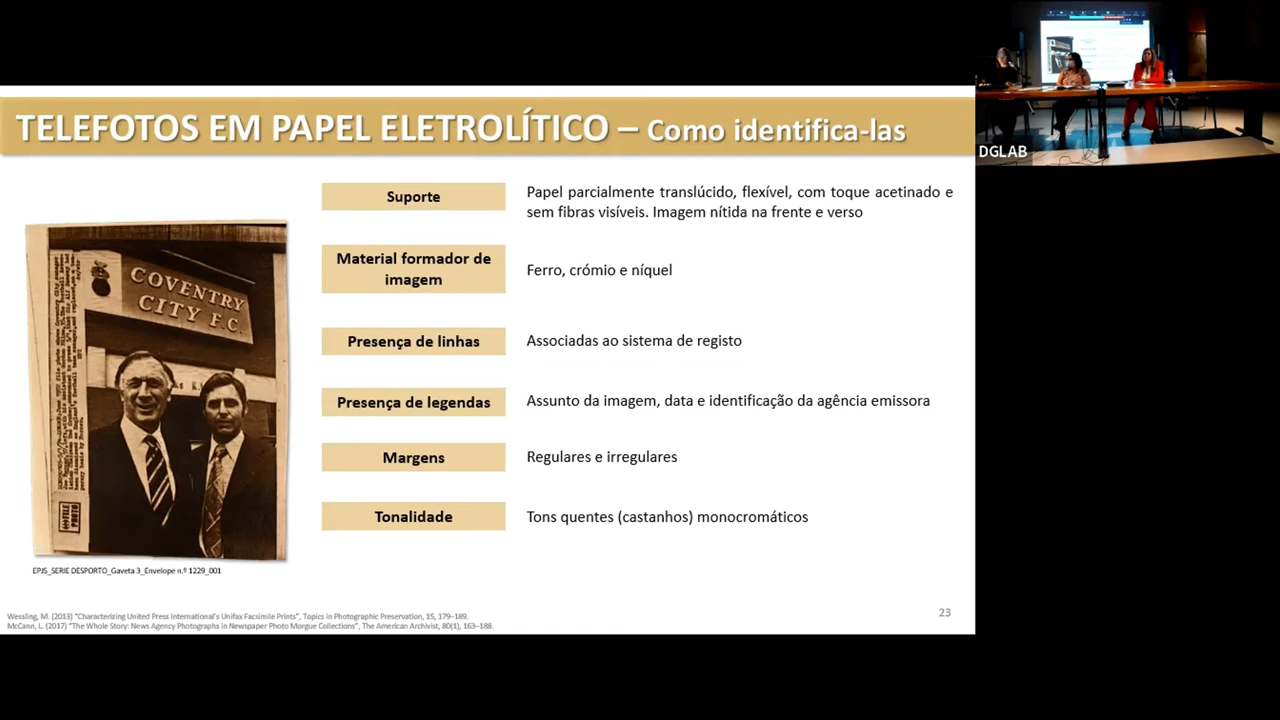 TELEFOTOS EM PAPEL ELETROLÍTICO – Como identifica-las
DGLAB
Suporte
Papel parcialmente translúcido, flexível, com toque acetinado e
sem fibras visíveis. Imagem nítida na frente e verso
Material formador de
imagem
Ferro, crómio e níquel
Presença de linhas
Associadas ao sistema de registo
Presença de legendas
Assunto da imagem, data e identificação da agência emissora
Margens
Regulares e irregulares
Tonalidade
Tons quentes (castanhos) monocromáticos
COVENTRY
CITY F.C.
FILE
PHOTO
EPJS_SERIE DESPORTO_Gaveta 3_Envelope n.º 1229_001
Wessling, M. (2013) "Characterizing United Press International's Unifax Facsimile Prints", Topics in Photographic Preservation, 15, 179–189.
McCann, L. (2017) "The Whole Story: News Agency Photographs in Newspaper Photo Morgue Collections", The American Archivist, 80(1), 163–188.
23